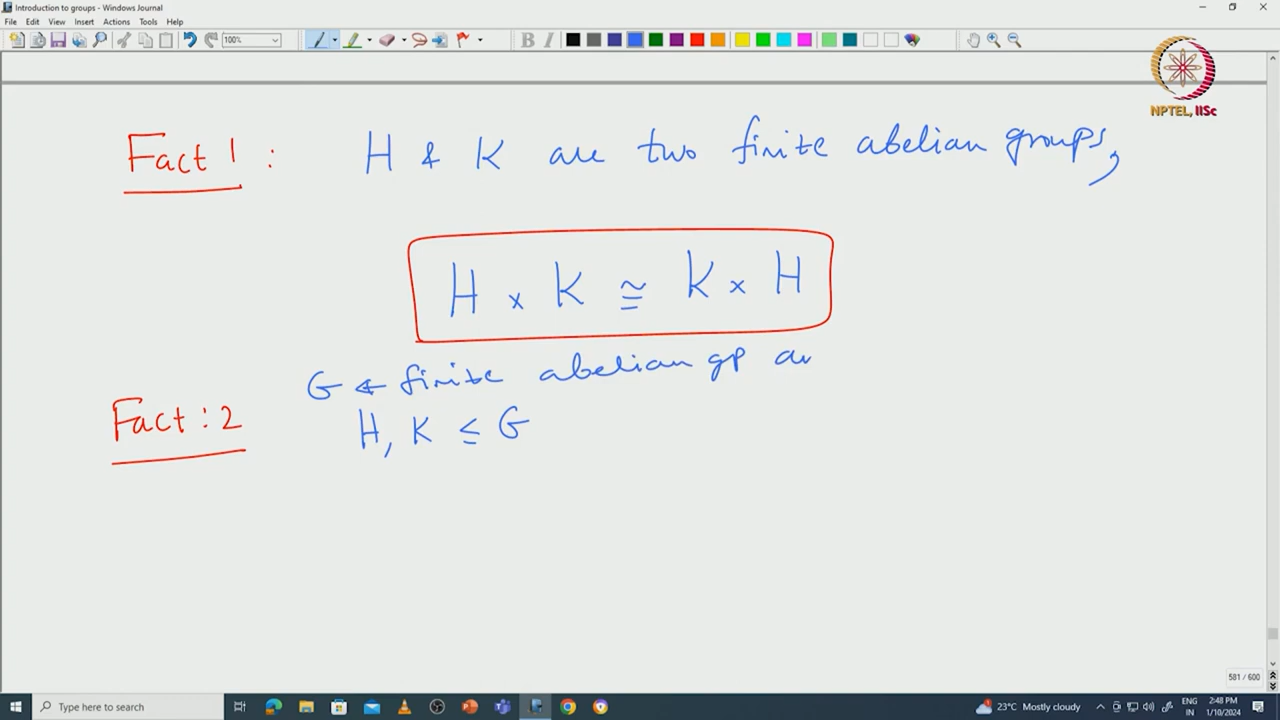 Introduction to groups - Windows Journal
File Edit View Insert Actions Tools Help
100%
NPTEL, IISc
Fact 1 : H & K are two finite abelian groups,
H × K ≅ K × H
G ← finite abelian gp an
Fact : 2
H, K ≤ G
581 / 600
Type here to search
23°C Mostly cloudy
ENG
IN
2:48 PM
1/10/2024